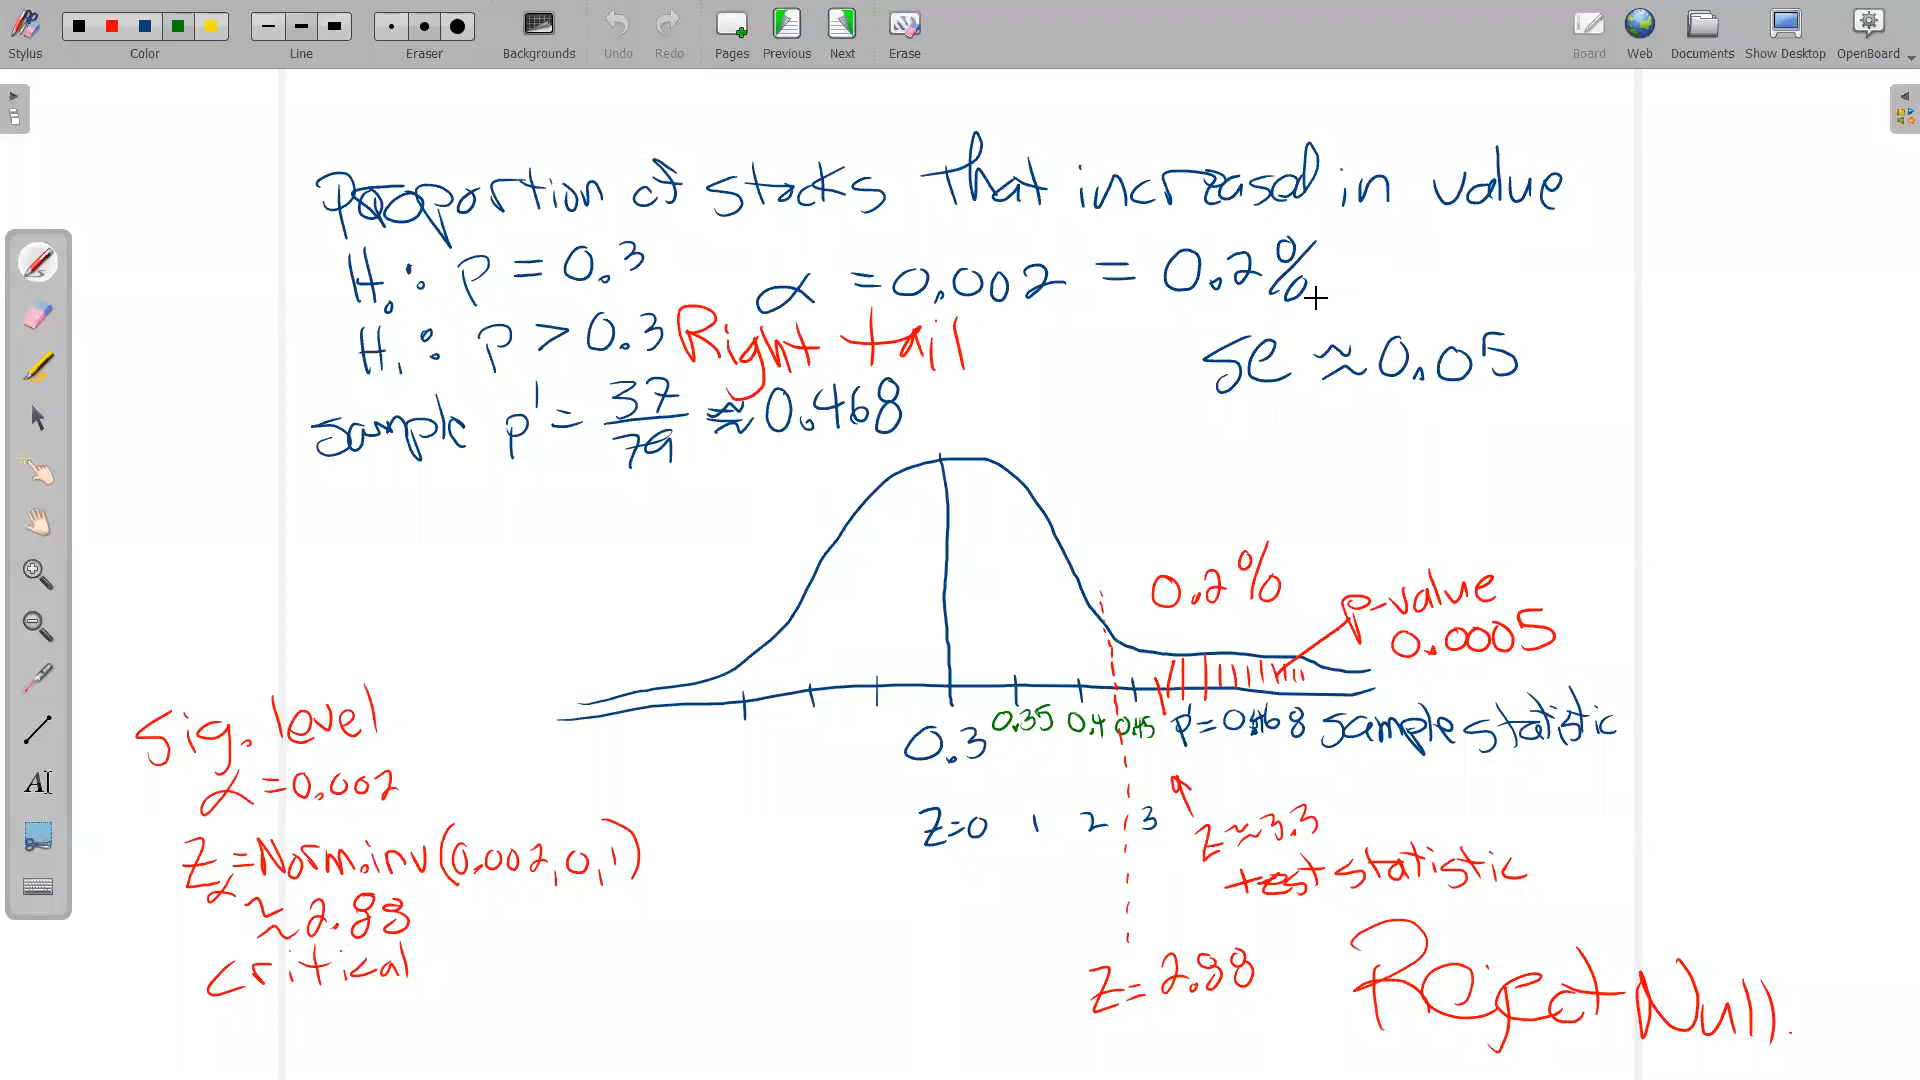 Stylus Color Line Eraser Backgrounds Undo Redo Pages Previous Next Erase Board Web Documents Show Desktop OpenBoard
Proportion of stocks that increased in value
H₀: p = 0.3
α = 0.002 = 0.2%
H₁: p > 0.3 Right tail
se ≈ 0.05
sample p' = 37/79 ≈ 0.468
0.2%
p-value
0.0005
0.3 0.35 0.4 0.45 p' = 0.468 sample statistic
Z=0 1 2 3
Z ≈ 3.3
test statistic
Z = 2.88
Sig. level
α = 0.002
Zα = Norm.inv(0.002, 0, 1)
≈ 2.88
critical
Reject Null.